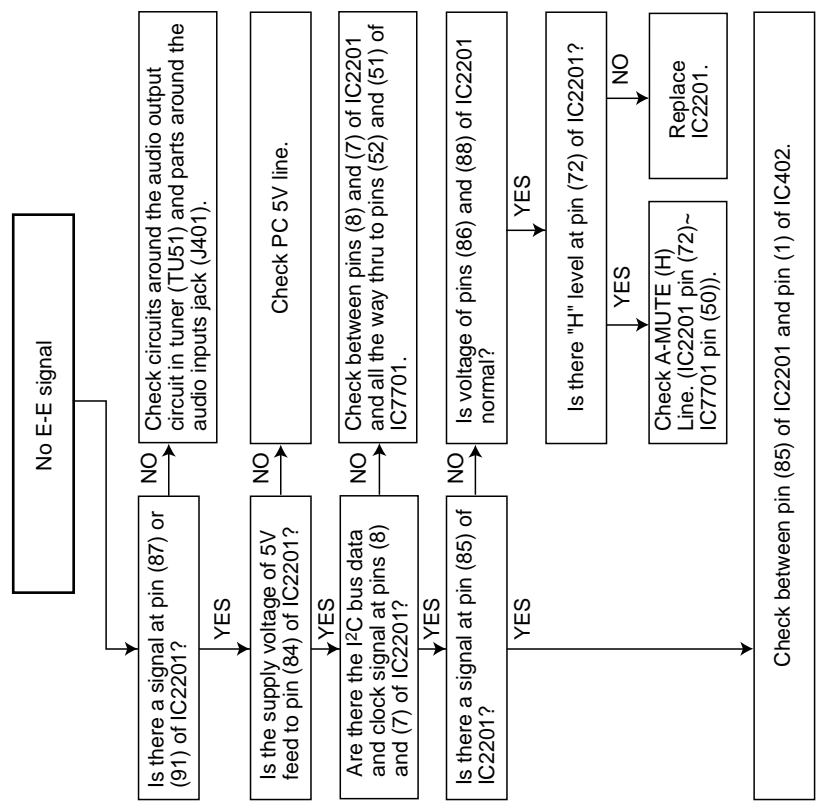 No E-E signal
Is there a signal at pin (87) or
(91) of IC2201?
NO
Check circuits around the audio output
circuit in tuner (TU51) and parts around the
audio inputs jack (J401).
YES
Is the supply voltage of 5V
feed to pin (84) of IC2201?
NO
Check PC 5V line.
YES
Are there the I²C bus data
and clock signal at pins (8)
and (7) of IC2201?
NO
Check between pins (8) and (7) of IC2201
and all the way thru to pins (52) and (51) of
IC7701.
YES
Is there a signal at pin (85) of
IC2201?
NO
Is voltage of pins (86) and (88) of IC2201
normal?
YES
Is there "H" level at pin (72) of IC2201?
YES
Check A-MUTE (H)
Line. (IC2201 pin (72)~
IC7701 pin (50)).
NO
Replace
IC2201.
YES
Check between pin (85) of IC2201 and pin (1) of IC402.